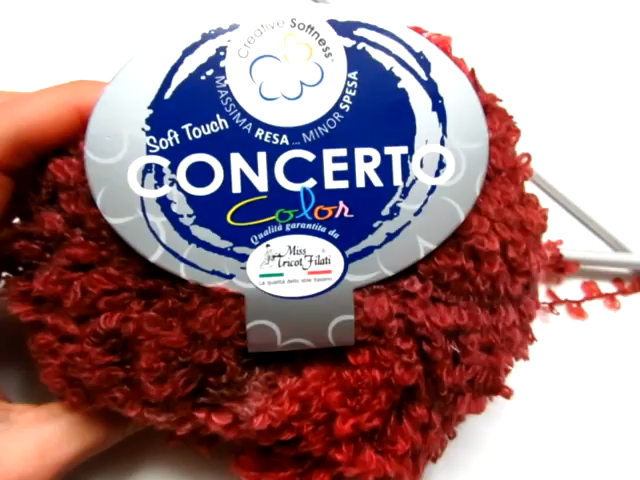 Creative Softness
MASSIMA RESA... MINOR SPESA
Soft Touch
CONCERTO
Color
Qualità garantita da
Miss
Tricot Filati
La qualità dello stile italiano